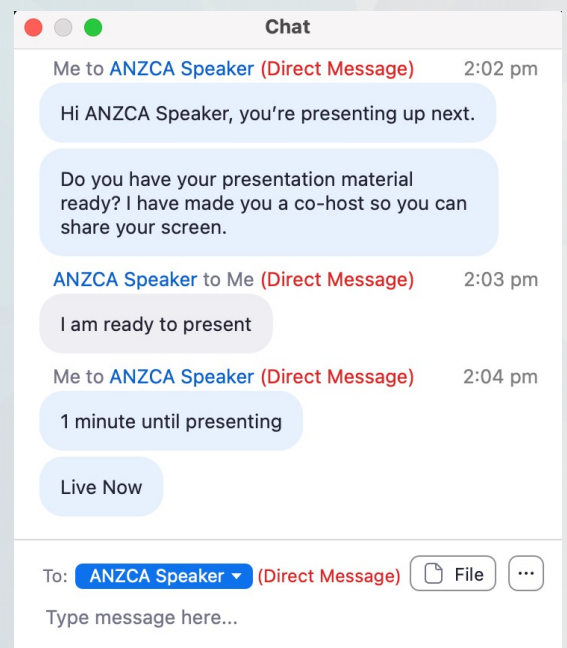 Chat
Me to ANZCA Speaker (Direct Message) 2:02 pm
Hi ANZCA Speaker, you’re presenting up next.
Do you have your presentation material
ready? I have made you a co-host so you can
share your screen.
ANZCA Speaker to Me (Direct Message) 2:03 pm
I am ready to present
Me to ANZCA Speaker (Direct Message) 2:04 pm
1 minute until presenting
Live Now
To: ANZCA Speaker (Direct Message) File ...
Type message here...